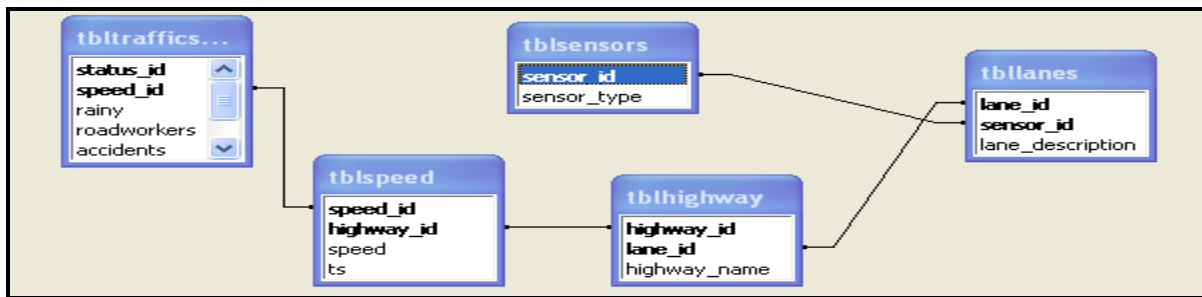 tbltraffics...
status_id
speed_id
rainy
roadworkers
accidents
tblspeed
speed_id
highway_id
speed
ts
tblsensors
sensor_id
sensor_type
tblhighway
highway_id
lane_id
highway_name
tbllanes
lane_id
sensor_id
lane_description